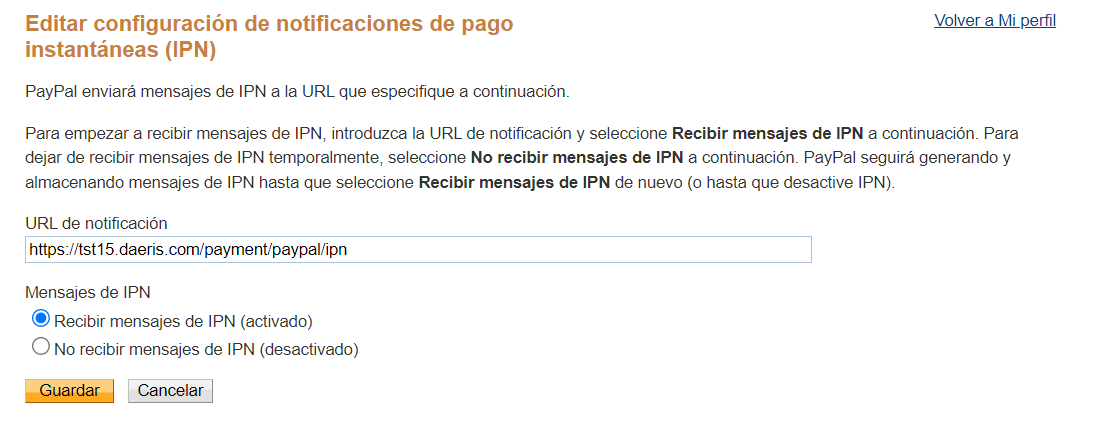 Editar configuración de notificaciones de pago
instantáneas (IPN)
Volver a Mi perfil
PayPal enviará mensajes de IPN a la URL que especifique a continuación.
Para empezar a recibir mensajes de IPN, introduzca la URL de notificación y seleccione Recibir mensajes de IPN a continuación. Para
dejar de recibir mensajes de IPN temporalmente, seleccione No recibir mensajes de IPN a continuación. PayPal seguirá generando y
almacenando mensajes de IPN hasta que seleccione Recibir mensajes de IPN de nuevo (o hasta que desactive IPN).
URL de notificación
https://tst15.daeris.com/payment/paypal/ipn
Mensajes de IPN
Recibir mensajes de IPN (activado)
No recibir mensajes de IPN (desactivado)
Guardar
Cancelar